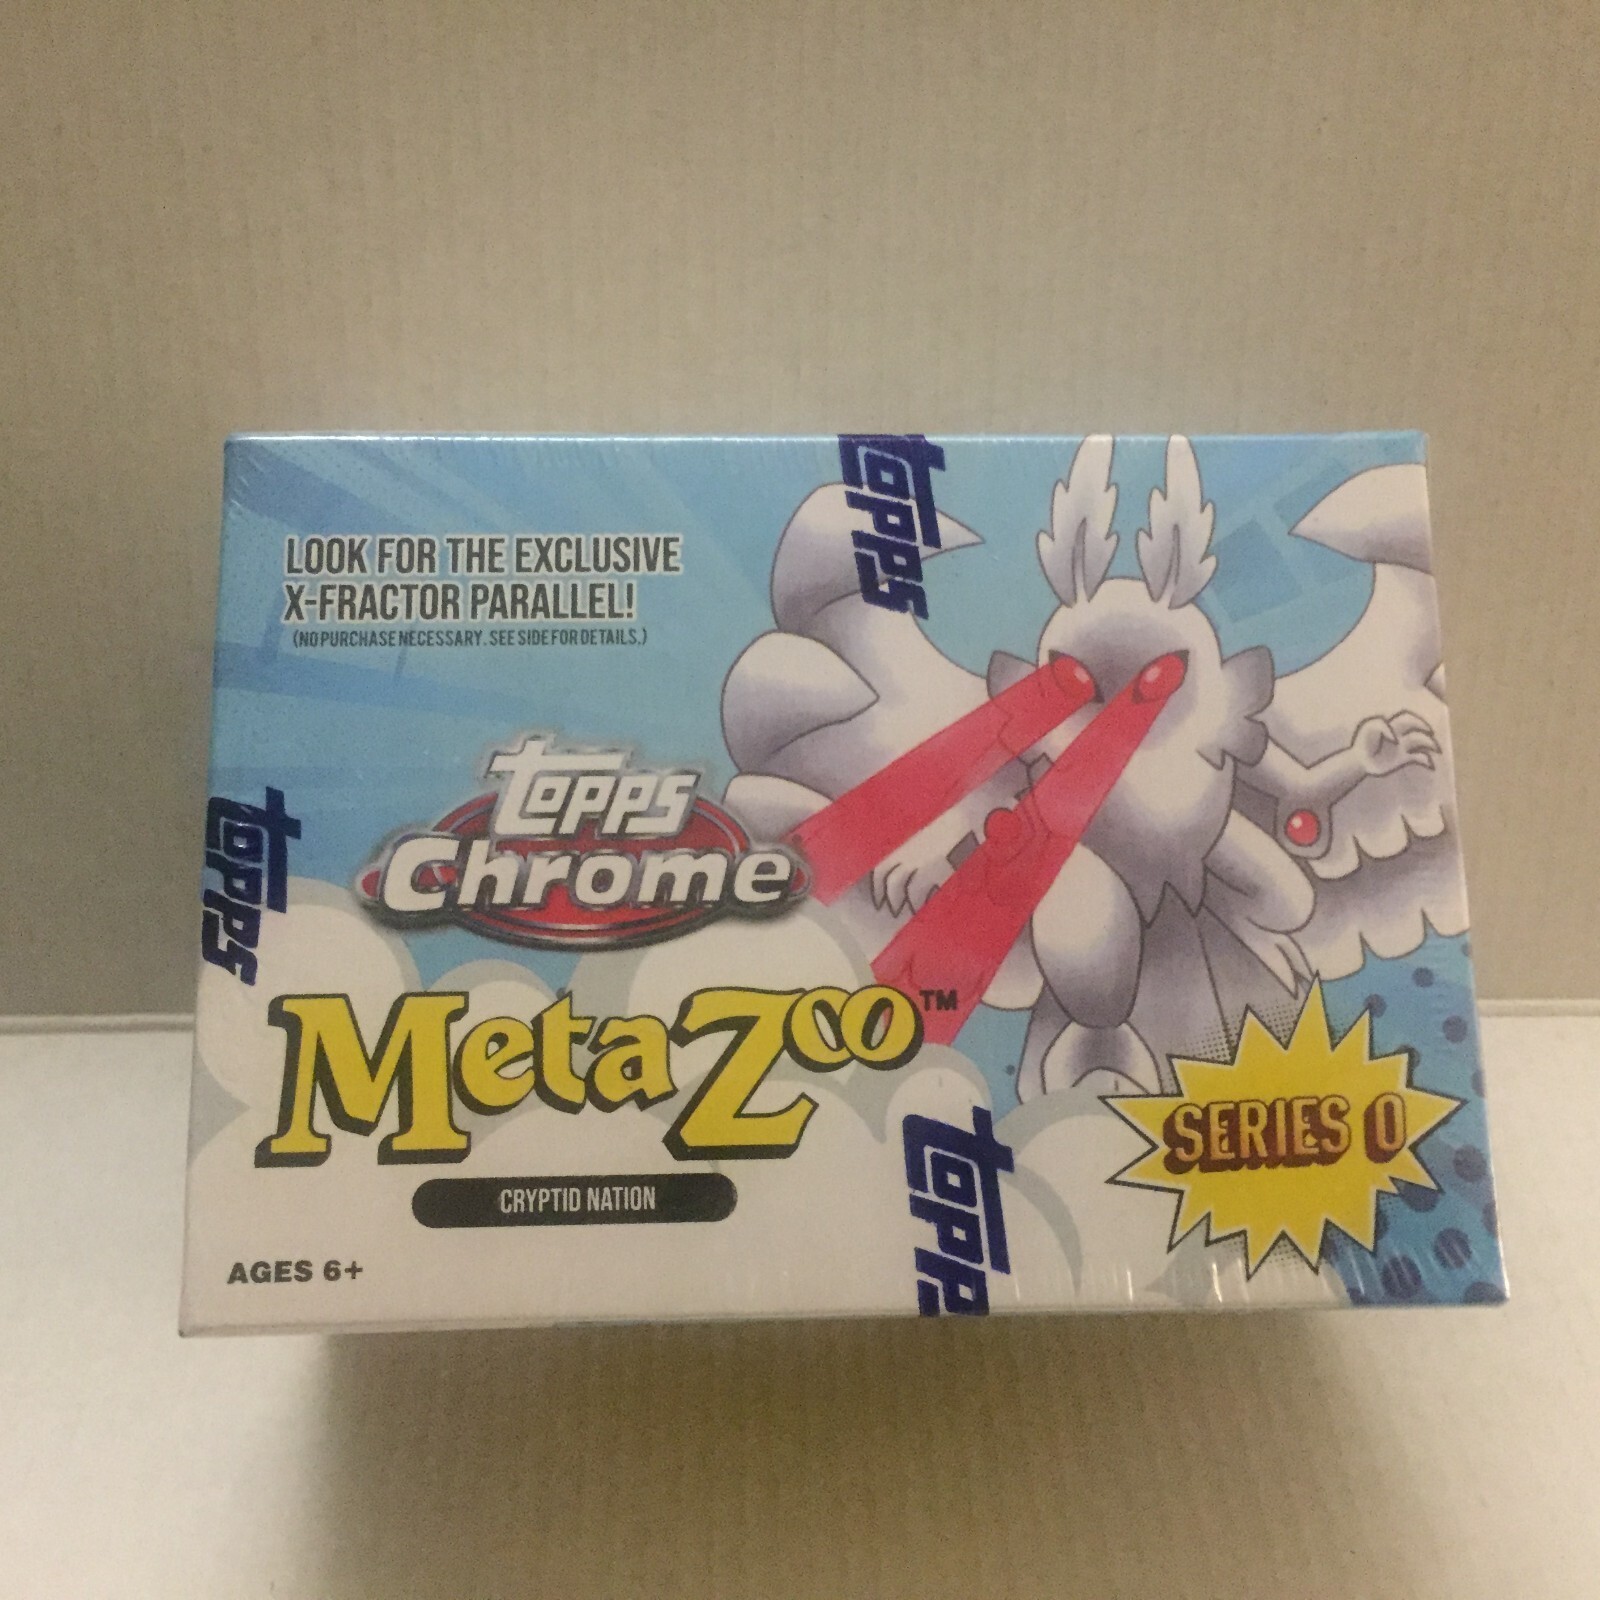 LOOK FOR THE EXCLUSIVE
X-FRACTOR PARALLEL!
(NO PURCHASE NECESSARY. SEE SIDE FOR DETAILS.)
topps
topps
Chrome
topps
MetaZoo™
SERIES 0
topp
CRYPTID NATION
AGES 6+